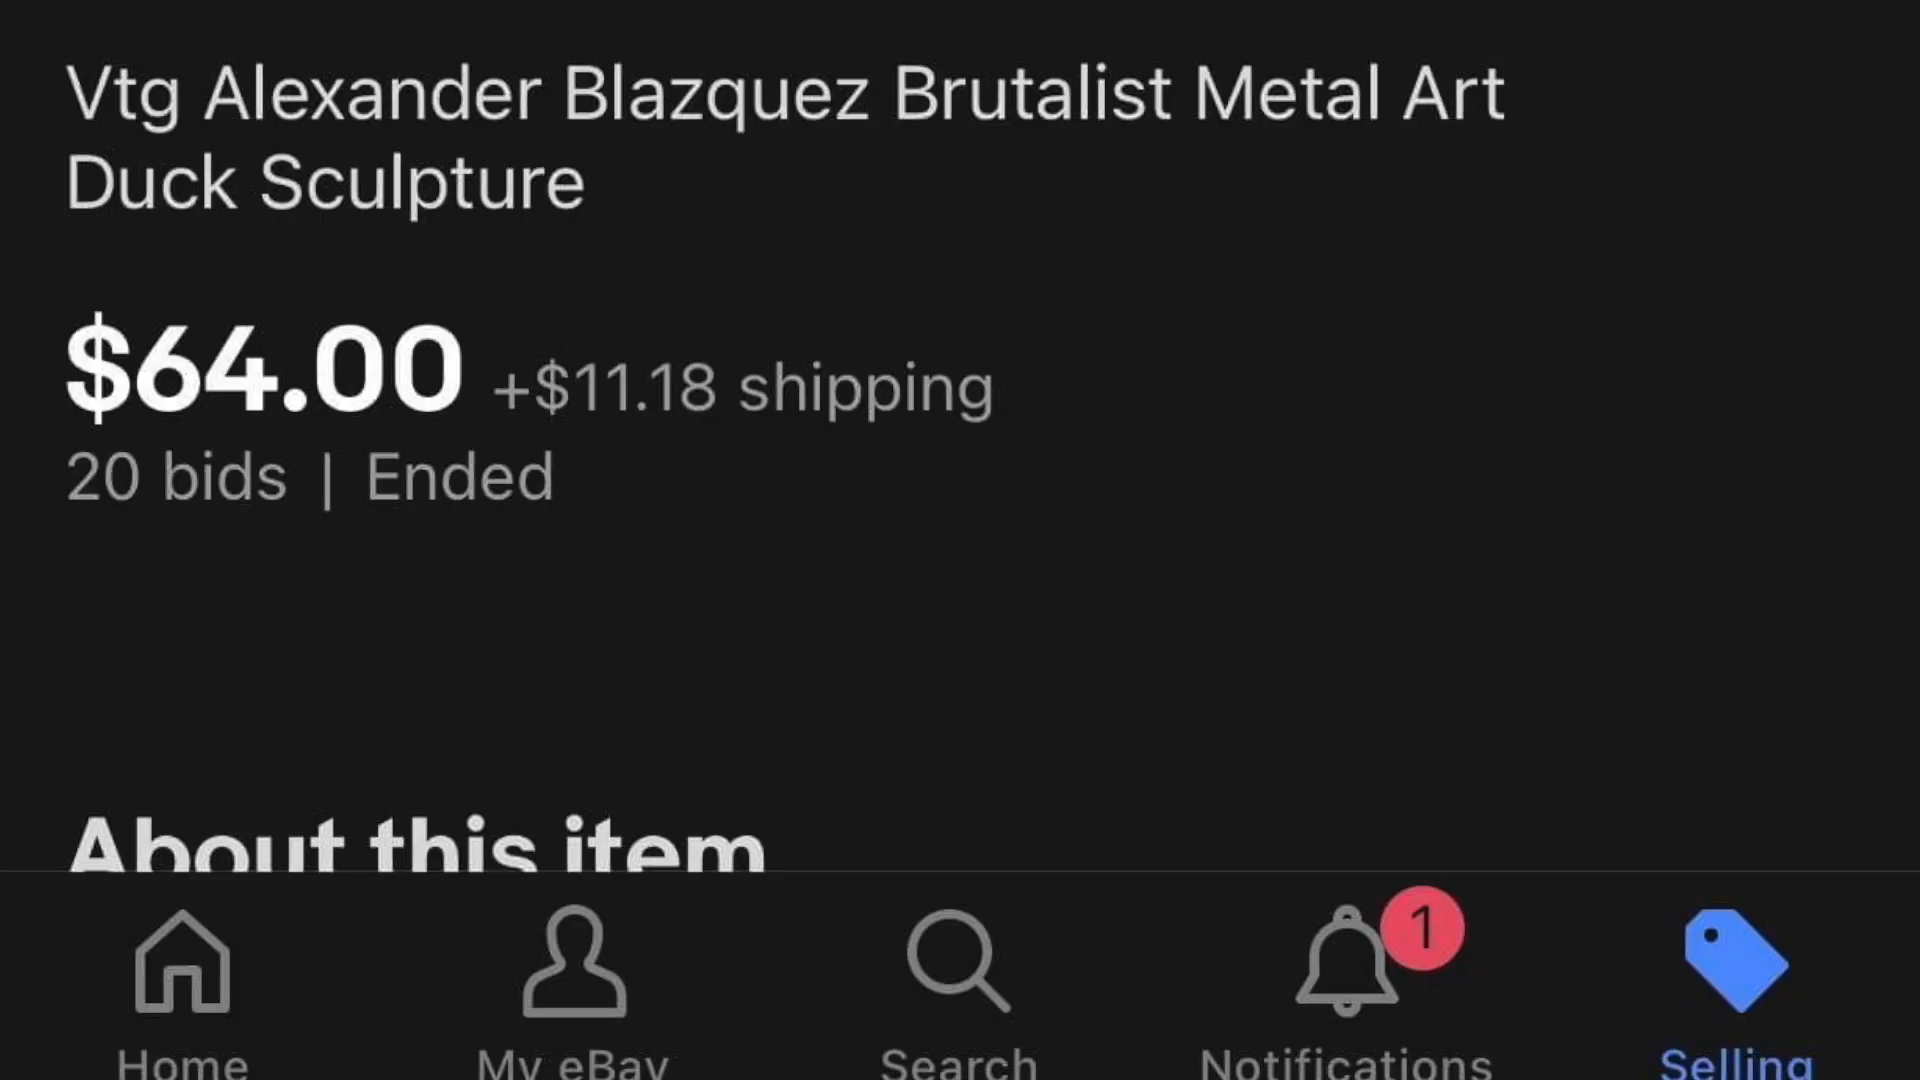 Vtg Alexander Blazquez Brutalist Metal Art
Duck Sculpture
$64.00 +$11.18 shipping
20 bids | Ended
About this item
1
Home My eBay Search Notifications Selling